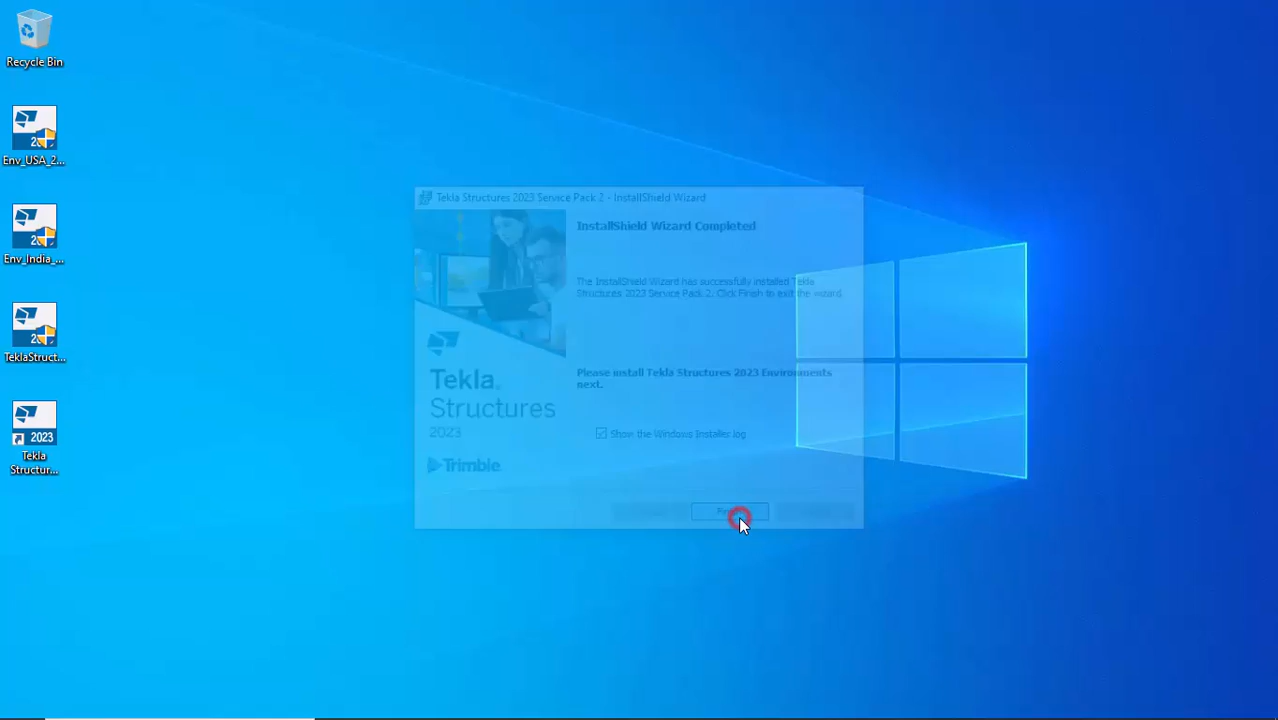 Recycle Bin
Env_USA_2...
Env_India_...
TeklaStruct...
2023
Tekla
Structur...
Tekla Structures 2023 Service Pack 2 - InstallShield Wizard
InstallShield Wizard Completed
The InstallShield Wizard has successfully installed Tekla
Structures 2023 Service Pack 2. Click Finish to exit the wizard.
Please install Tekla Structures 2023 Environments
next.
Show the Windows Installer log
Tekla
Structures
2023
Trimble